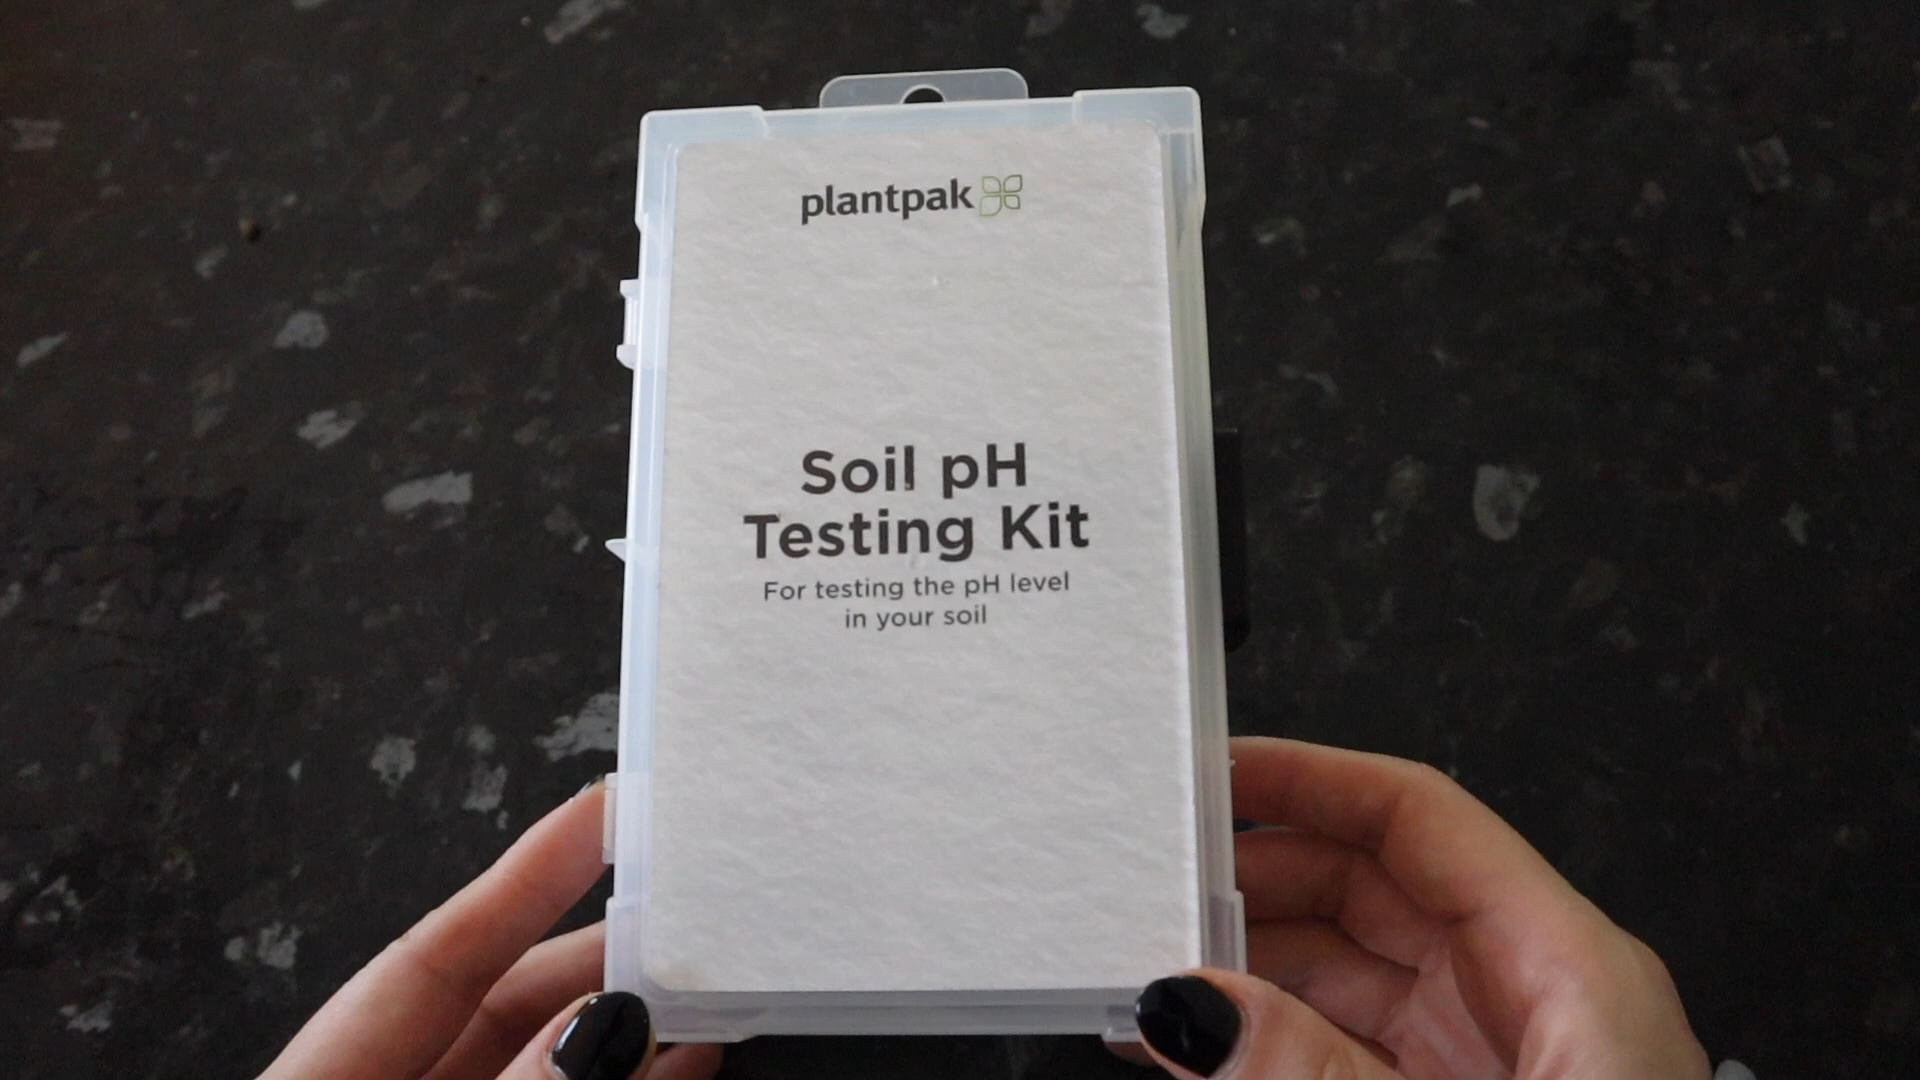 plantpak
Soil pH
Testing Kit
For testing the pH level
in your soil